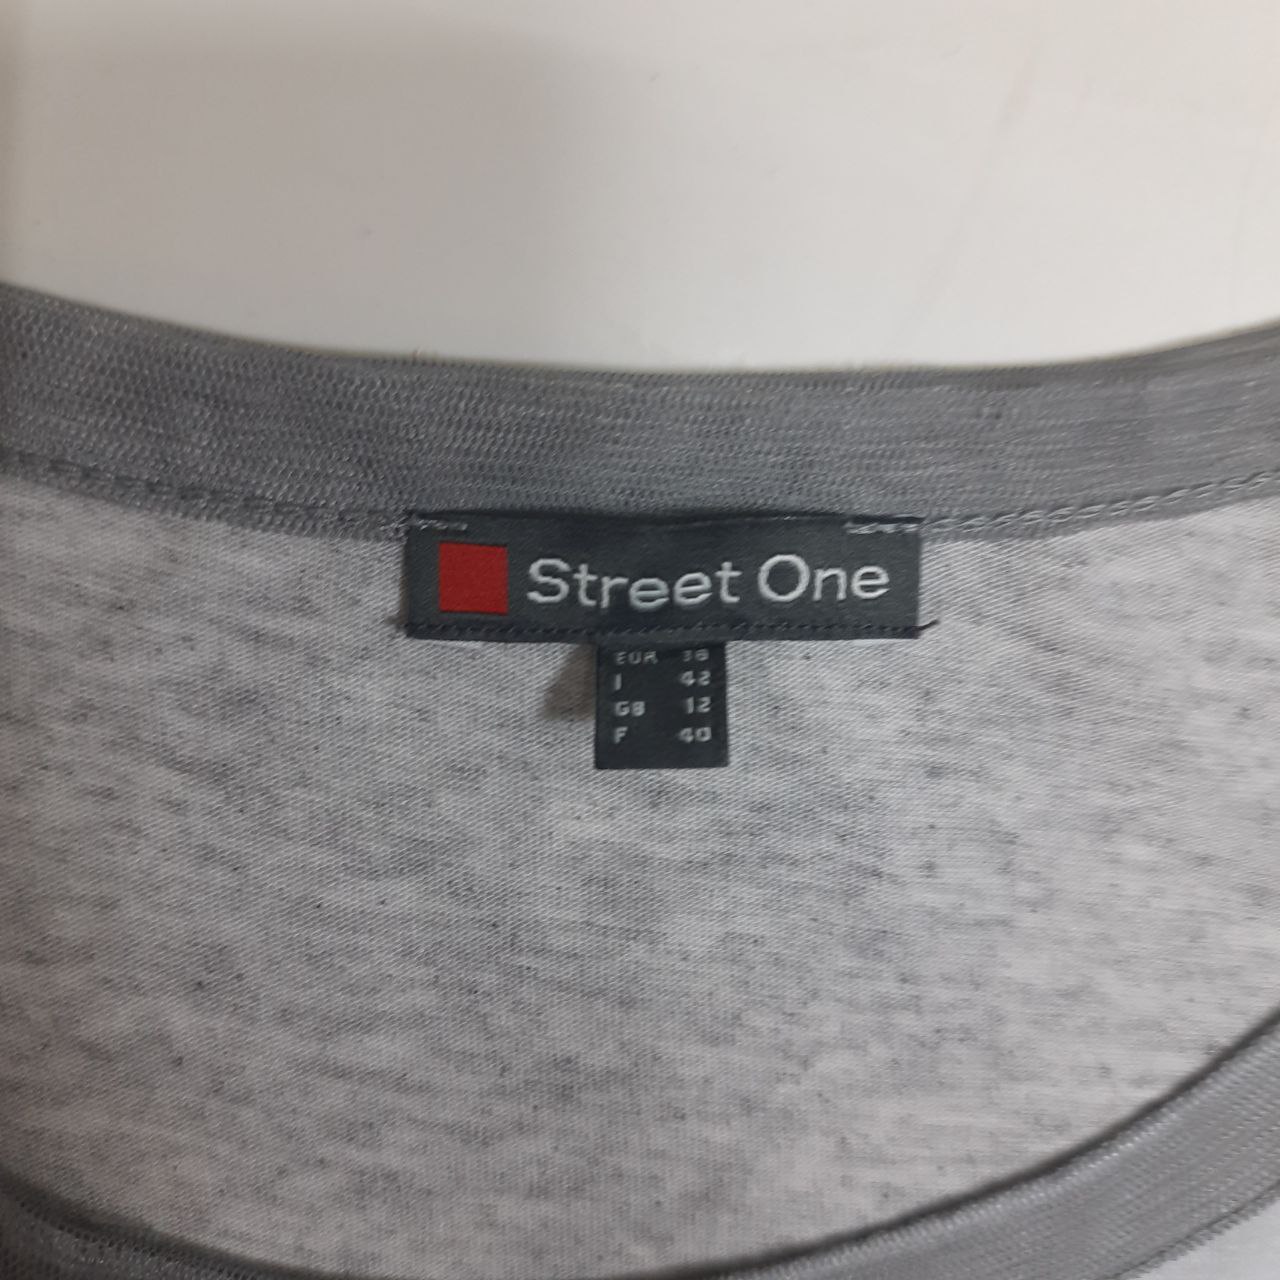 Street One
EUR 38
I 42
GB 12
F 40